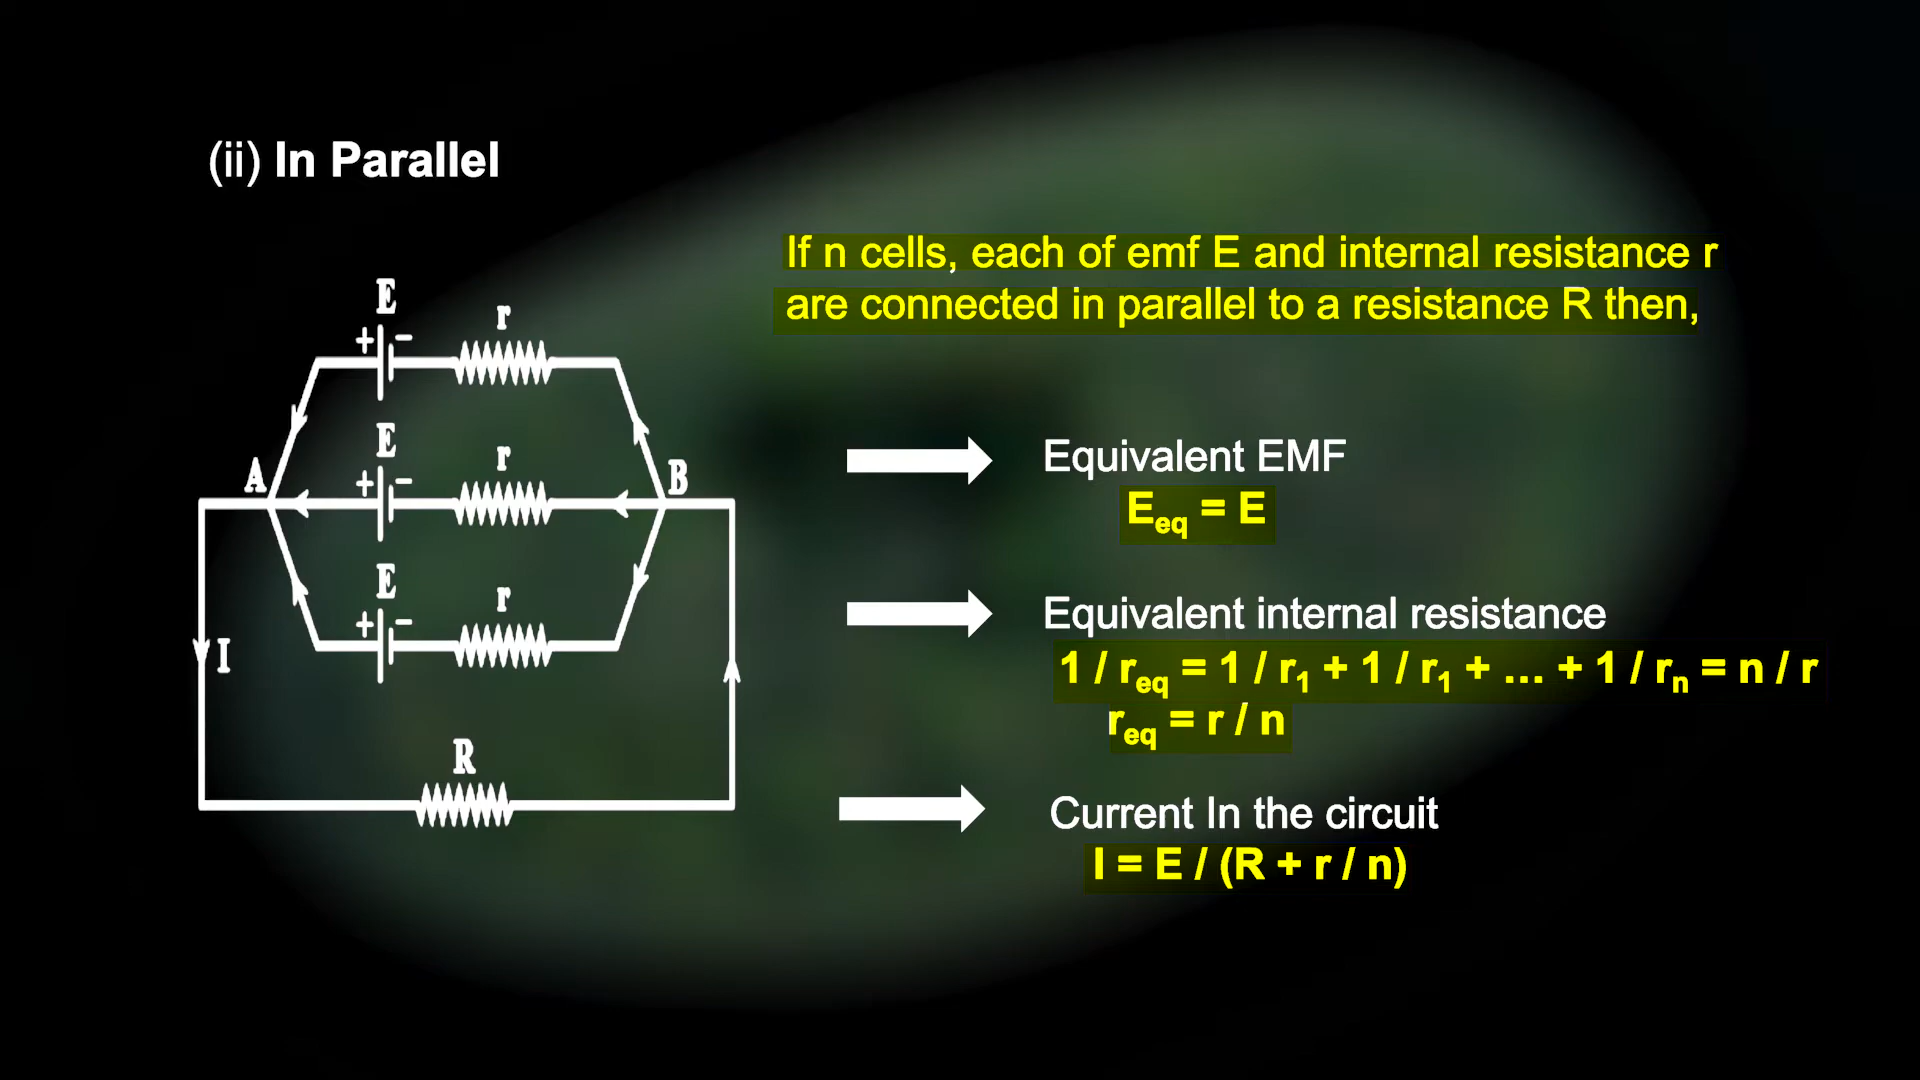 (ii) In Parallel
If n cells, each of emf E and internal resistance r
are connected in parallel to a resistance R then,
E
r
+ −
E
r
A
+ −
B
E
r
+ −
I
R
Equivalent EMF
Eeq = E
Equivalent internal resistance
1 / req = 1 / r1 + 1 / r1 + ... + 1 / rn = n / r
req = r / n
Current In the circuit
I = E / (R + r / n)